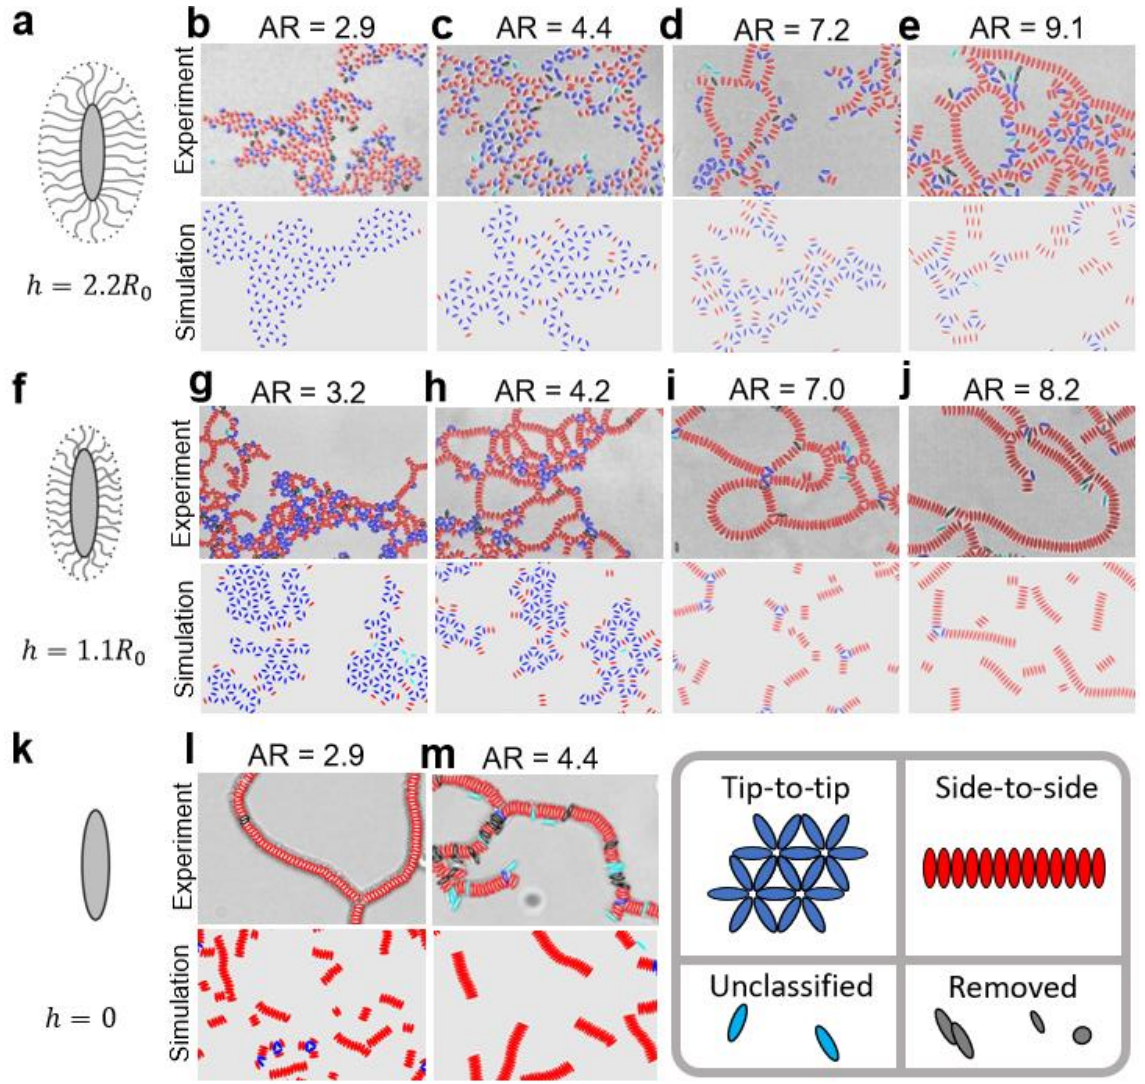 a
b AR = 2.9
c AR = 4.4
d AR = 7.2
e AR = 9.1
Experiment
Simulation
h = 2.2R₀
f
g AR = 3.2
h AR = 4.2
i AR = 7.0
j AR = 8.2
Experiment
Simulation
h = 1.1R₀
k
l AR = 2.9
m AR = 4.4
Experiment
Simulation
h = 0
Tip-to-tip
Side-to-side
Unclassified
Removed